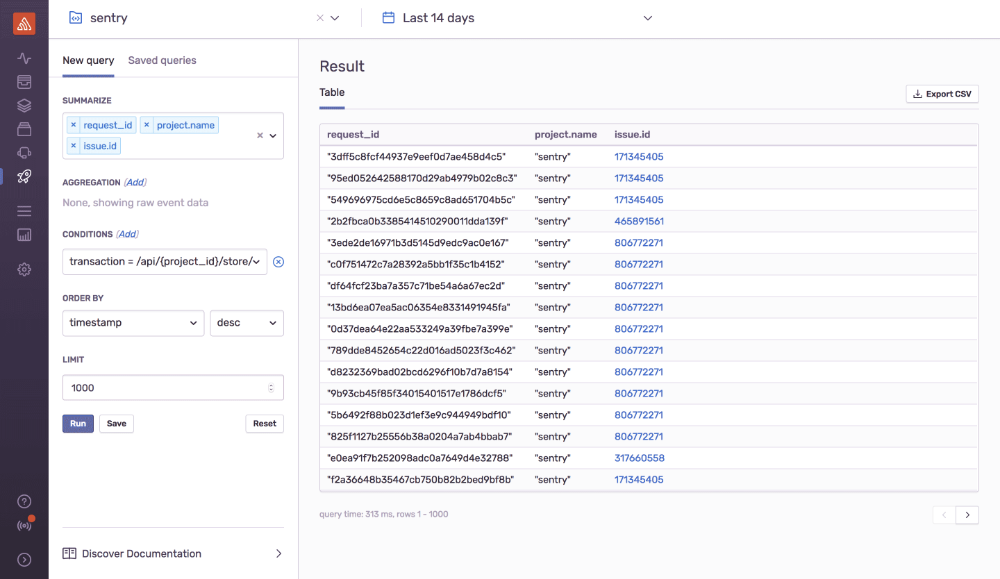 sentry
Last 14 days
New query Saved queries
SUMMARIZE
× request_id × project.name
× issue.id
AGGREGATION (Add)
None, showing raw event data
CONDITIONS (Add)
transaction = /api/{project_id}/store/
ORDER BY
timestamp desc
LIMIT
1000
Run Save Reset
Discover Documentation
Result
Table
Export CSV
request_id project.name issue.id
"3dff5c8fcf44937e9eef0d7ae458d4c5" "sentry" 171345405
"95ed052642588170d29ab4979b02c8c3" "sentry" 171345405
"549696975cd6e5c8659c8ad651704b5c" "sentry" 171345405
"2b2fbca0b3385414510290011dda139f" "sentry" 465891561
"3ede2de16971b3d5145d9edc9ac0e167" "sentry" 806772271
"c0f751472c7a28392a5bb1f35c1b4152" "sentry" 806772271
"df64fcf23ba7a357c71be54a6a67ec2d" "sentry" 806772271
"13bd6ea07ea5ac06354e8331491945fa" "sentry" 806772271
"0d37dea64e22aa533249a39fbe7a399e" "sentry" 806772271
"789dde8452654c22d016ad5023f3c462" "sentry" 806772271
"d8232369bad02bcd6296f10b7d7a8154" "sentry" 806772271
"9b93cb45f85f34015401517e1786dcf5" "sentry" 806772271
"5b6492f88b023d1ef3e9c944949bdf10" "sentry" 806772271
"825f1127b25556b38a0204a7ab4bbab7" "sentry" 806772271
"e0ea91f7b252098adc0a7649d4e32788" "sentry" 317660558
"f2a36648b35467cb750b82b2bed9bf8b" "sentry" 171345405
query time: 313 ms, rows 1 - 1000